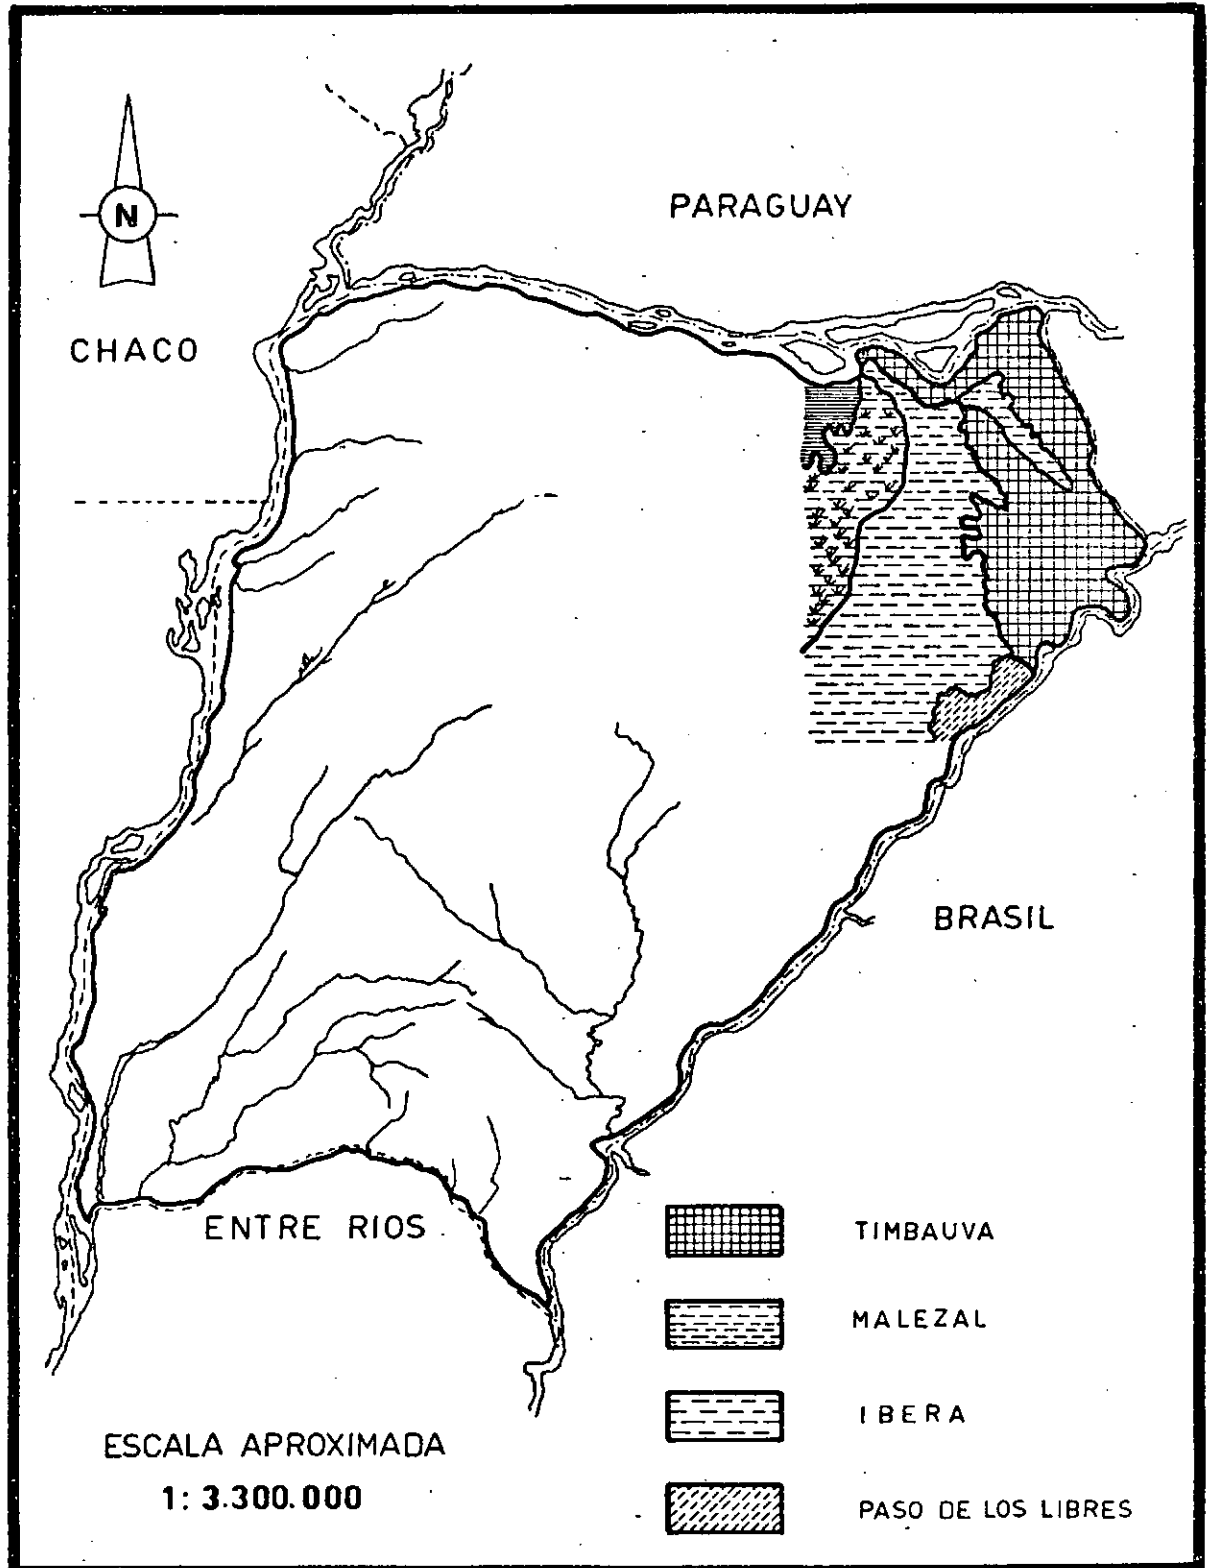 PARAGUAY
N
CHACO
BRASIL
ENTRE RIOS
TIMBAUVA
MALEZAL
IBERA
PASO DE LOS LIBRES
ESCALA APROXIMADA
1: 3.300.000